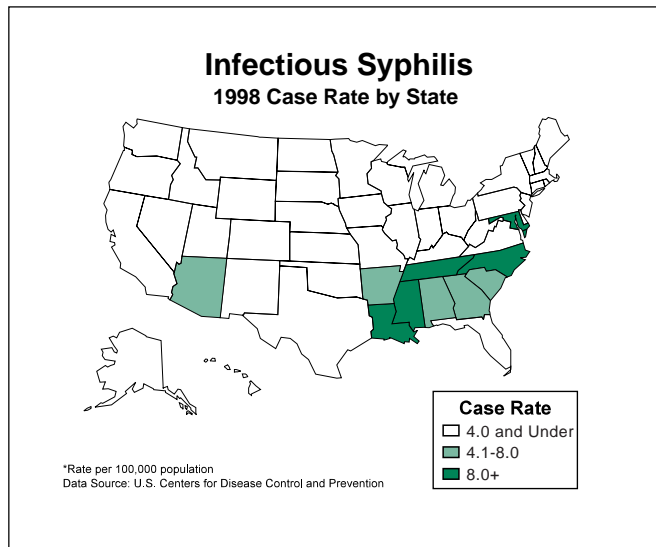 Infectious Syphilis
1998 Case Rate by State
Case Rate
4.0 and Under
4.1-8.0
8.0+
*Rate per 100,000 population
Data Source: U.S. Centers for Disease Control and Prevention